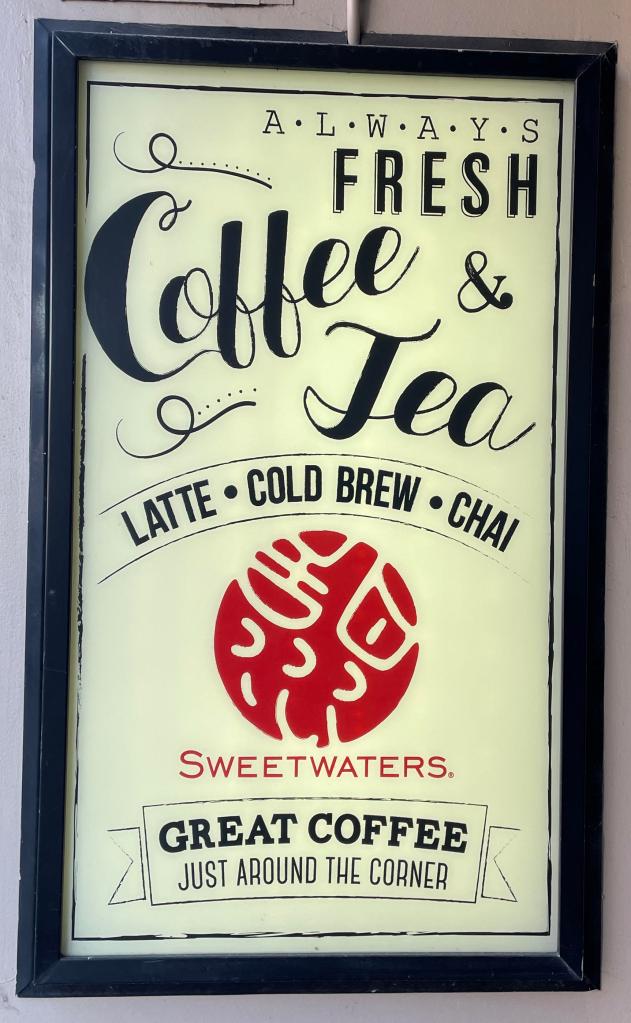 A·L·W·A·Y·S
FRESH
Coffee &
Tea
LATTE • COLD BREW • CHAI
SWEETWATERS®
GREAT COFFEE
JUST AROUND THE CORNER